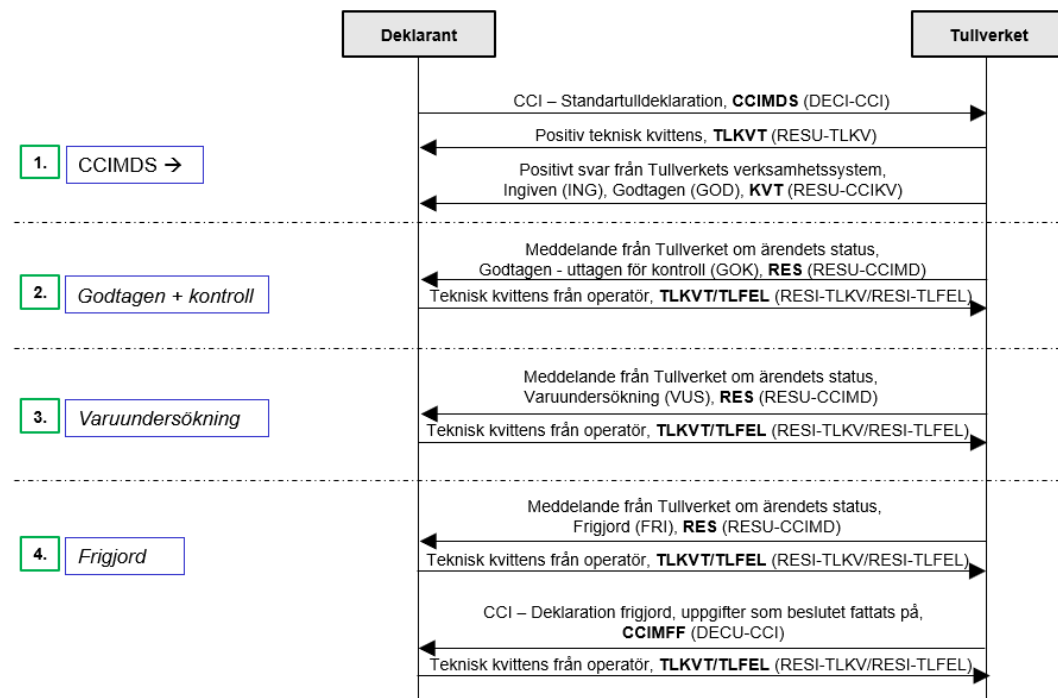 Deklarant
Tullverket
CCI – Standartulldeklaration, CCIMDS (DECI-CCI)
Positiv teknisk kvittens, TLKVT (RESU-TLKV)
1.
CCIMDS →
Positivt svar från Tullverkets verksamhetssystem,
Ingiven (ING), Godtagen (GOD), KVT (RESU-CCIKV)
Meddelande från Tullverket om ärendets status,
Godtagen - uttagen för kontroll (GOK), RES (RESU-CCIMD)
2.
Godtagen + kontroll
Teknisk kvittens från operatör, TLKVT/TLFEL (RESI-TLKV/RESI-TLFEL)
Meddelande från Tullverket om ärendets status,
Varuundersökning (VUS), RES (RESU-CCIMD)
3.
Varuundersökning
Teknisk kvittens från operatör, TLKVT/TLFEL (RESI-TLKV/RESI-TLFEL)
Meddelande från Tullverket om ärendets status,
Frigjord (FRI), RES (RESU-CCIMD)
4.
Frigjord
Teknisk kvittens från operatör, TLKVT/TLFEL (RESI-TLKV/RESI-TLFEL)
CCI – Deklaration frigjord, uppgifter som beslutet fattats på,
CCIMFF (DECU-CCI)
Teknisk kvittens från operatör, TLKVT/TLFEL (RESI-TLKV/RESI-TLFEL)